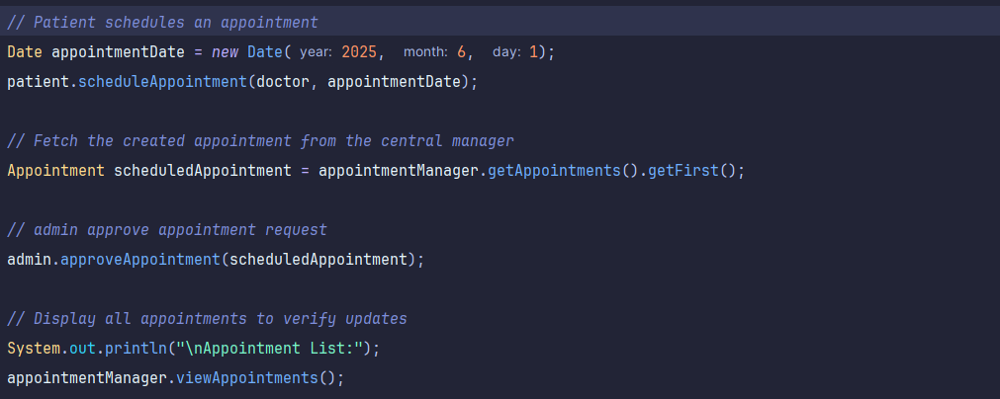 // Patient schedules an appointment
Date appointmentDate = new Date( year: 2025, month: 6, day: 1);
patient.scheduleAppointment(doctor, appointmentDate);
// Fetch the created appointment from the central manager
Appointment scheduledAppointment = appointmentManager.getAppointments().getFirst();
// admin approve appointment request
admin.approveAppointment(scheduledAppointment);
// Display all appointments to verify updates
System.out.println("\nAppointment List:");
appointmentManager.viewAppointments();